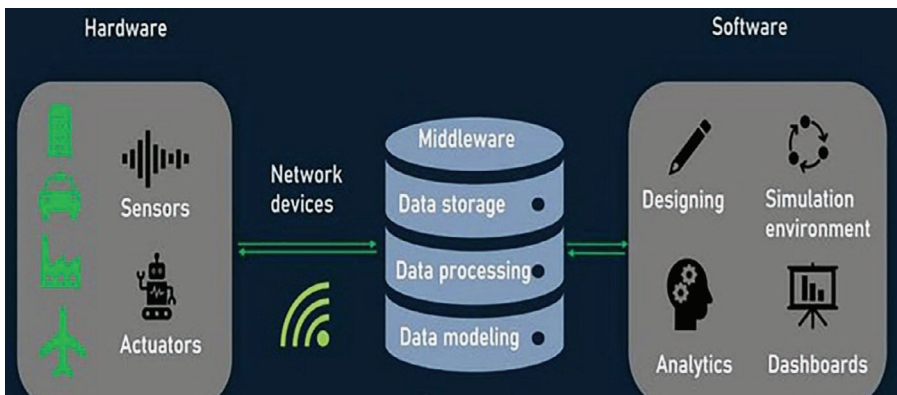 Hardware
Sensors
Actuators
Network
devices
Middleware
Data storage
Data processing
Data modeling
Software
Designing
Simulation
environment
Analytics
Dashboards